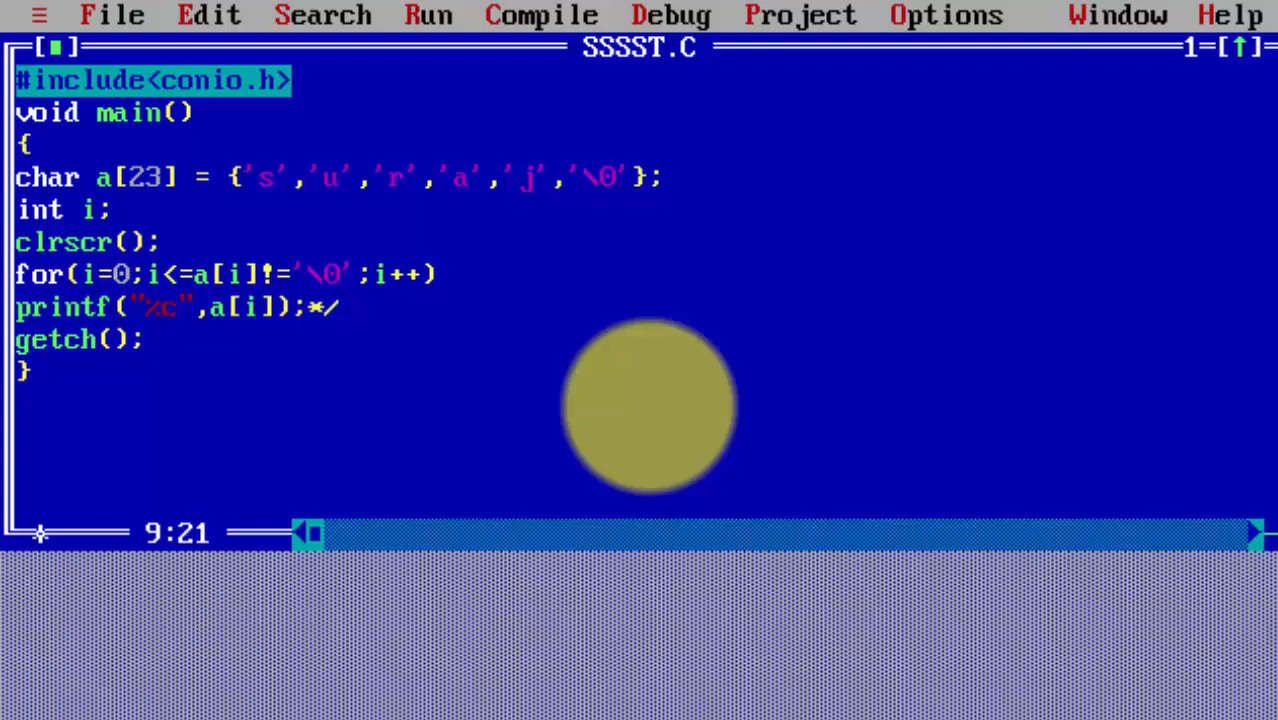 ≡ File Edit Search Run Compile Debug Project Options Window Help
[■] SSSST.C 1=[↑]
#include<conio.h>
void main()
{
char a[23] = {'s','u','r','a','j','\0'};
int i;
clrscr();
for(i=0;i<=a[i]!='\0';i++)
printf("%c",a[i]);*/
getch();
}
9:21